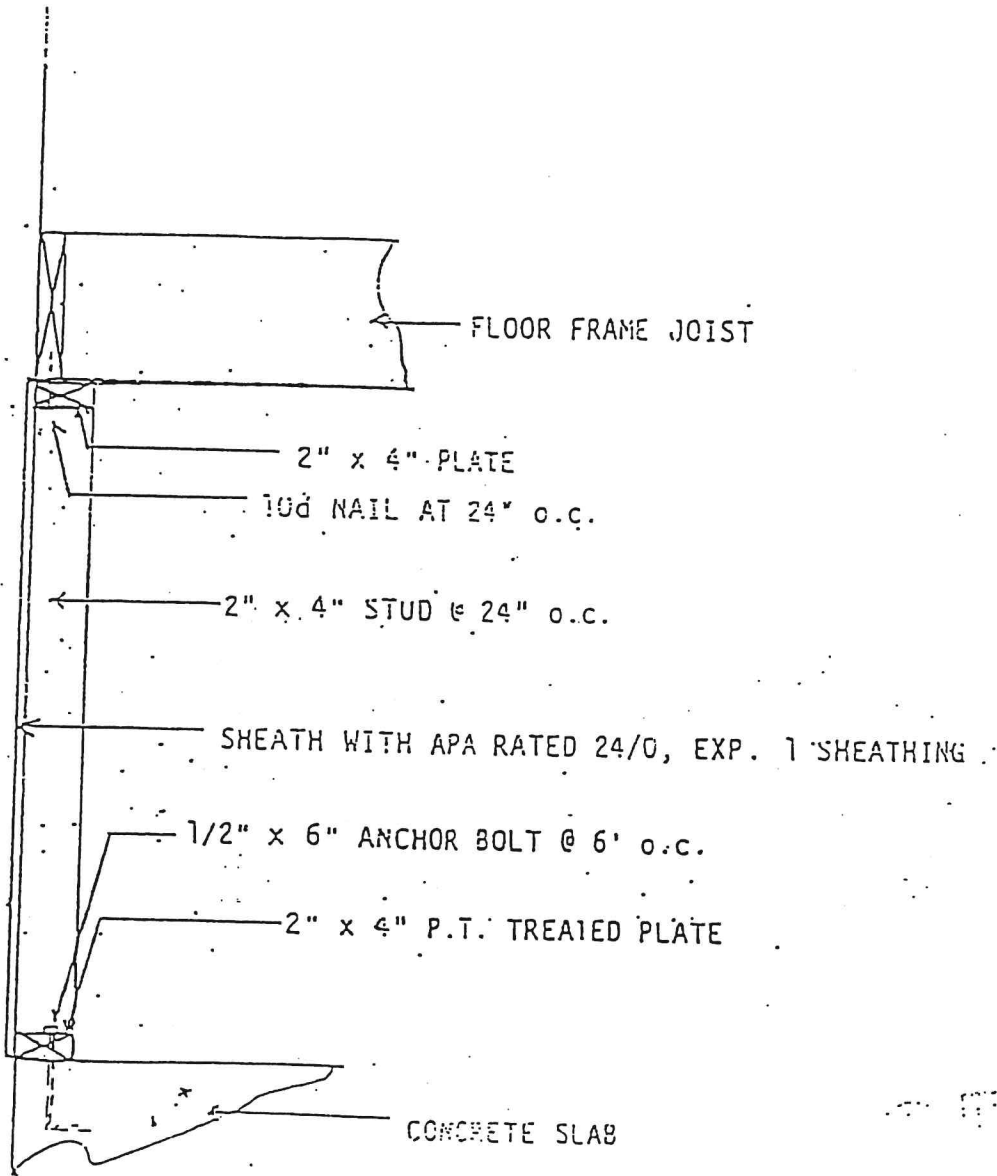 FLOOR FRAME JOIST
2" x 4" PLATE
10d NAIL AT 24" o.c.
2" x 4" STUD @ 24" o.c.
SHEATH WITH APA RATED 24/0, EXP. 1 SHEATHING
1/2" x 6" ANCHOR BOLT @ 6' o.c.
2" x 4" P.T. TREATED PLATE
CONCRETE SLAB